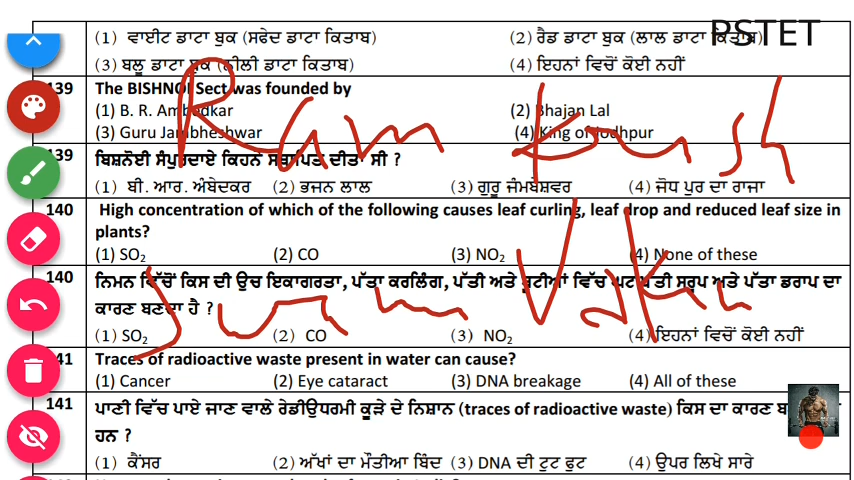 PSTET
(1) ਵਾਈਟ ਡਾਟਾ ਬੁਕ (ਸਫੇਦ ਡਾਟਾ ਕਿਤਾਬ) (2) ਰੈਡ ਡਾਟਾ ਬੁਕ (ਲਾਲ ਡਾਟਾ ਕਿਤਾਬ)
(3) ਬਲੂ ਡਾਟਾ ਬੁਕ (ਨੀਲੀ ਡਾਟਾ ਕਿਤਾਬ) (4) ਇਹਨਾਂ ਵਿਚੋਂ ਕੋਈ ਨਹੀਂ
139 The BISHNOI Sect was founded by
(1) B. R. Ambedkar (2) Bhajan Lal
(3) Guru Jambheshwar (4) King of Jodhpur
139 ਬਿਸ਼ਨੋਈ ਸੰਪ੍ਰਦਾਏ ਕਿਹਨੇ ਸਥਾਪਿਤ ਕੀਤਾ ਸੀ ?
(1) ਬੀ. ਆਰ. ਅੰਬੇਦਕਰ (2) ਭਜਨ ਲਾਲ (3) ਗੁਰੂ ਜੰਮਬੇਸ਼ਵਰ (4) ਜੋਧ ਪੁਰ ਦਾ ਰਾਜਾ
140 High concentration of which of the following causes leaf curling, leaf drop and reduced leaf size in
plants?
(1) SO₂ (2) CO (3) NO₂ (4) None of these
140 ਨਿਮਨ ਵਿੱਚੋਂ ਕਿਸ ਦੀ ਉਚ ਇਕਾਗਰਤਾ, ਪੱਤਾ ਕਰਲਿੰਗ, ਪੱਤੀ ਅਤੇ ਬੂਟੀਆਂ ਵਿੱਚ ਘਟ ਪੱਤੀ ਸਰੂਪ ਅਤੇ ਪੱਤਾ ਡਰਾਪ ਦਾ
ਕਾਰਣ ਬਣਦਾ ਹੈ ?
(1) SO₂ (2) CO (3) NO₂ (4) ਇਹਨਾਂ ਵਿਚੋਂ ਕੋਈ ਨਹੀਂ
41 Traces of radioactive waste present in water can cause?
(1) Cancer (2) Eye cataract (3) DNA breakage (4) All of these
141 ਪਾਣੀ ਵਿੱਚ ਪਾਏ ਜਾਣ ਵਾਲੇ ਰੇਡੀਉਧਰਮੀ ਕੂੜੇ ਦੇ ਨਿਸ਼ਾਨ (traces of radioactive waste) ਕਿਸ ਦਾ ਕਾਰਣ
ਹਨ ?
(1) ਕੈਂਸਰ (2) ਅੱਖਾਂ ਦਾ ਮੌਤੀਆ ਬਿੰਦ (3) DNA ਦੀ ਟੁਟ ਫੁਟ (4) ਉਪਰ ਲਿਖੇ ਸਾਰੇ